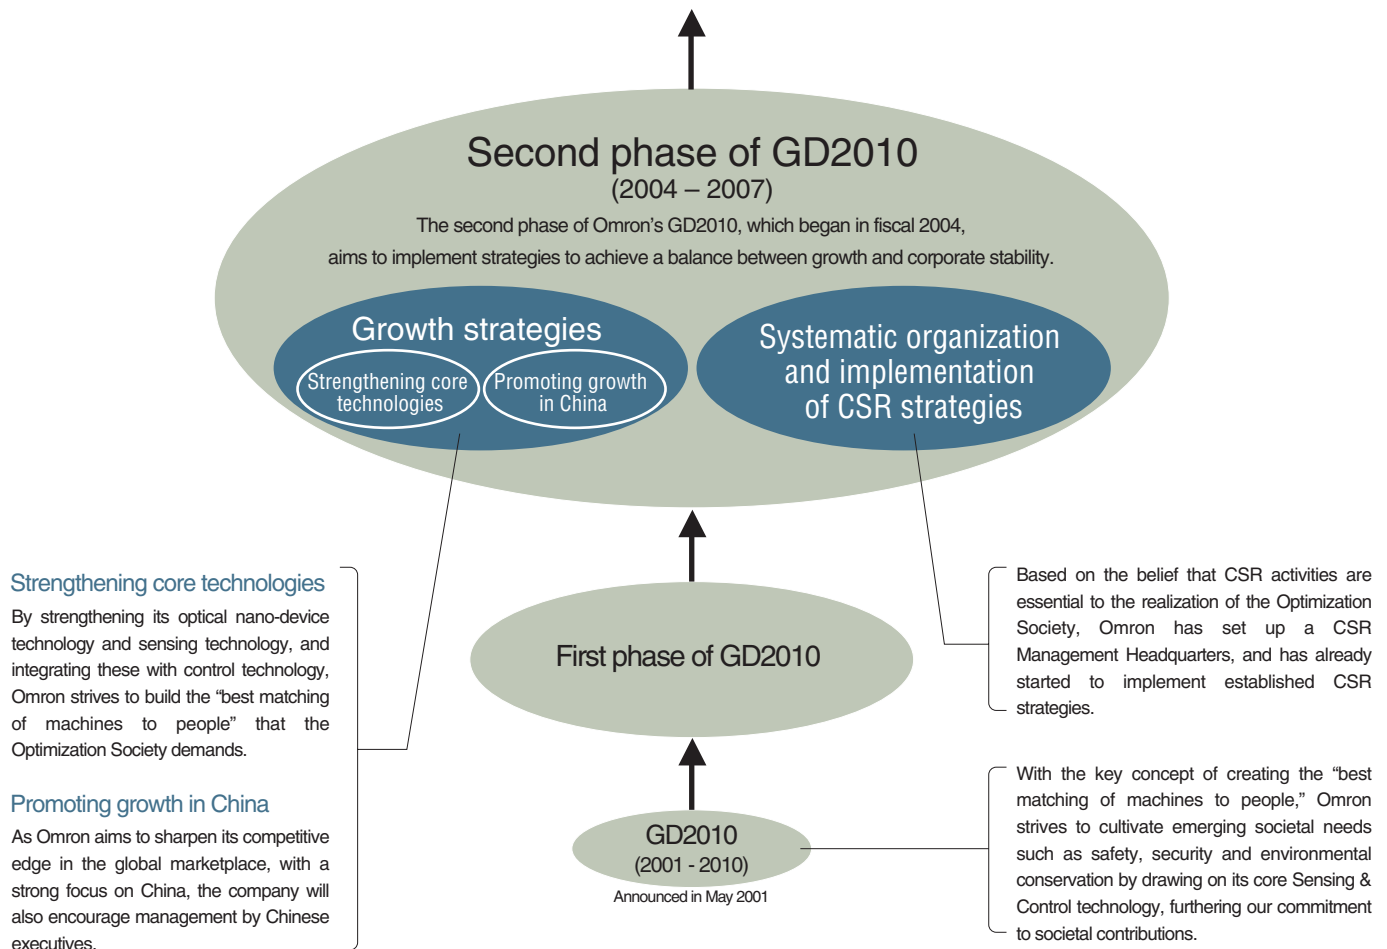 Second phase of GD2010
(2004 – 2007)
The second phase of Omron’s GD2010, which began in fiscal 2004,
aims to implement strategies to achieve a balance between growth and corporate stability.
Growth strategies
Strengthening core
technologies
Promoting growth
in China
Systematic organization
and implementation
of CSR strategies
Strengthening core technologies
By strengthening its optical nano-device
technology and sensing technology, and
integrating these with control technology,
Omron strives to build the “best matching
of machines to people” that the
Optimization Society demands.
Promoting growth in China
As Omron aims to sharpen its competitive
edge in the global marketplace, with a
strong focus on China, the company will
also encourage management by Chinese
executives.
First phase of GD2010
GD2010
(2001 - 2010)
Announced in May 2001
Based on the belief that CSR activities are
essential to the realization of the Optimization
Society, Omron has set up a CSR
Management Headquarters, and has already
started to implement established CSR
strategies.
With the key concept of creating the “best
matching of machines to people,” Omron
strives to cultivate emerging societal needs
such as safety, security and environmental
conservation by drawing on its core Sensing &
Control technology, furthering our commitment
to societal contributions.